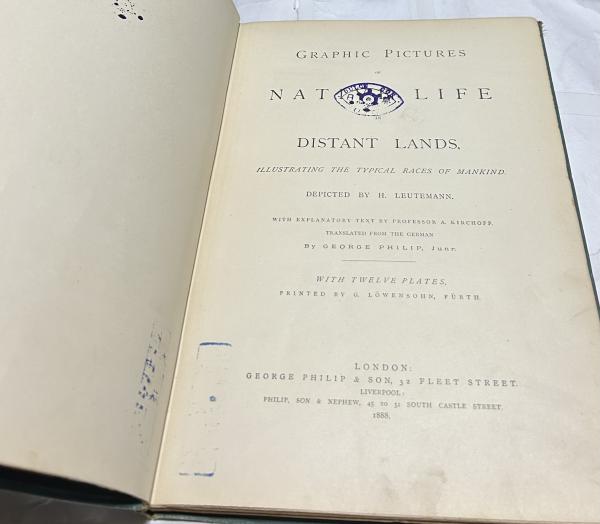 GRAPHIC PICTURES
OF
NAT LIFE
IN
DISTANT LANDS,
ILLUSTRATING THE TYPICAL RACES OF MANKIND.
DEPICTED BY H. LEUTEMANN.
WITH EXPLANATORY TEXT BY PROFESSOR A. KIRCHOFF.
TRANSLATED FROM THE GERMAN
By GEORGE PHILIP, Junr.
WITH TWELVE PLATES,
PRINTED BY G. LÖWENSOHN, FÜRTH.
LONDON:
GEORGE PHILIP & SON, 32 FLEET STREET.
LIVERPOOL:
PHILIP, SON & NEPHEW, 45 TO 51 SOUTH CASTLE STREET.
1888.